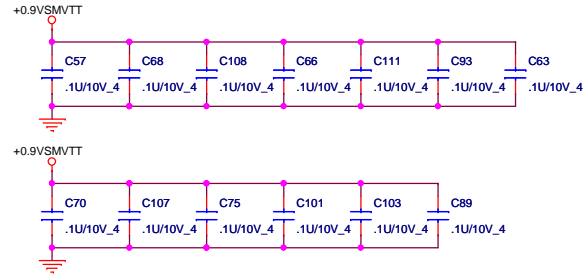 +0.9VSMVTT
C57 C68 C108 C66 C111 C93 C63
.1U/10V_4 .1U/10V_4 .1U/10V_4 .1U/10V_4 .1U/10V_4 .1U/10V_4 .1U/10V_4
+0.9VSMVTT
C70 C107 C75 C101 C103 C89
.1U/10V_4 .1U/10V_4 .1U/10V_4 .1U/10V_4 .1U/10V_4 .1U/10V_4